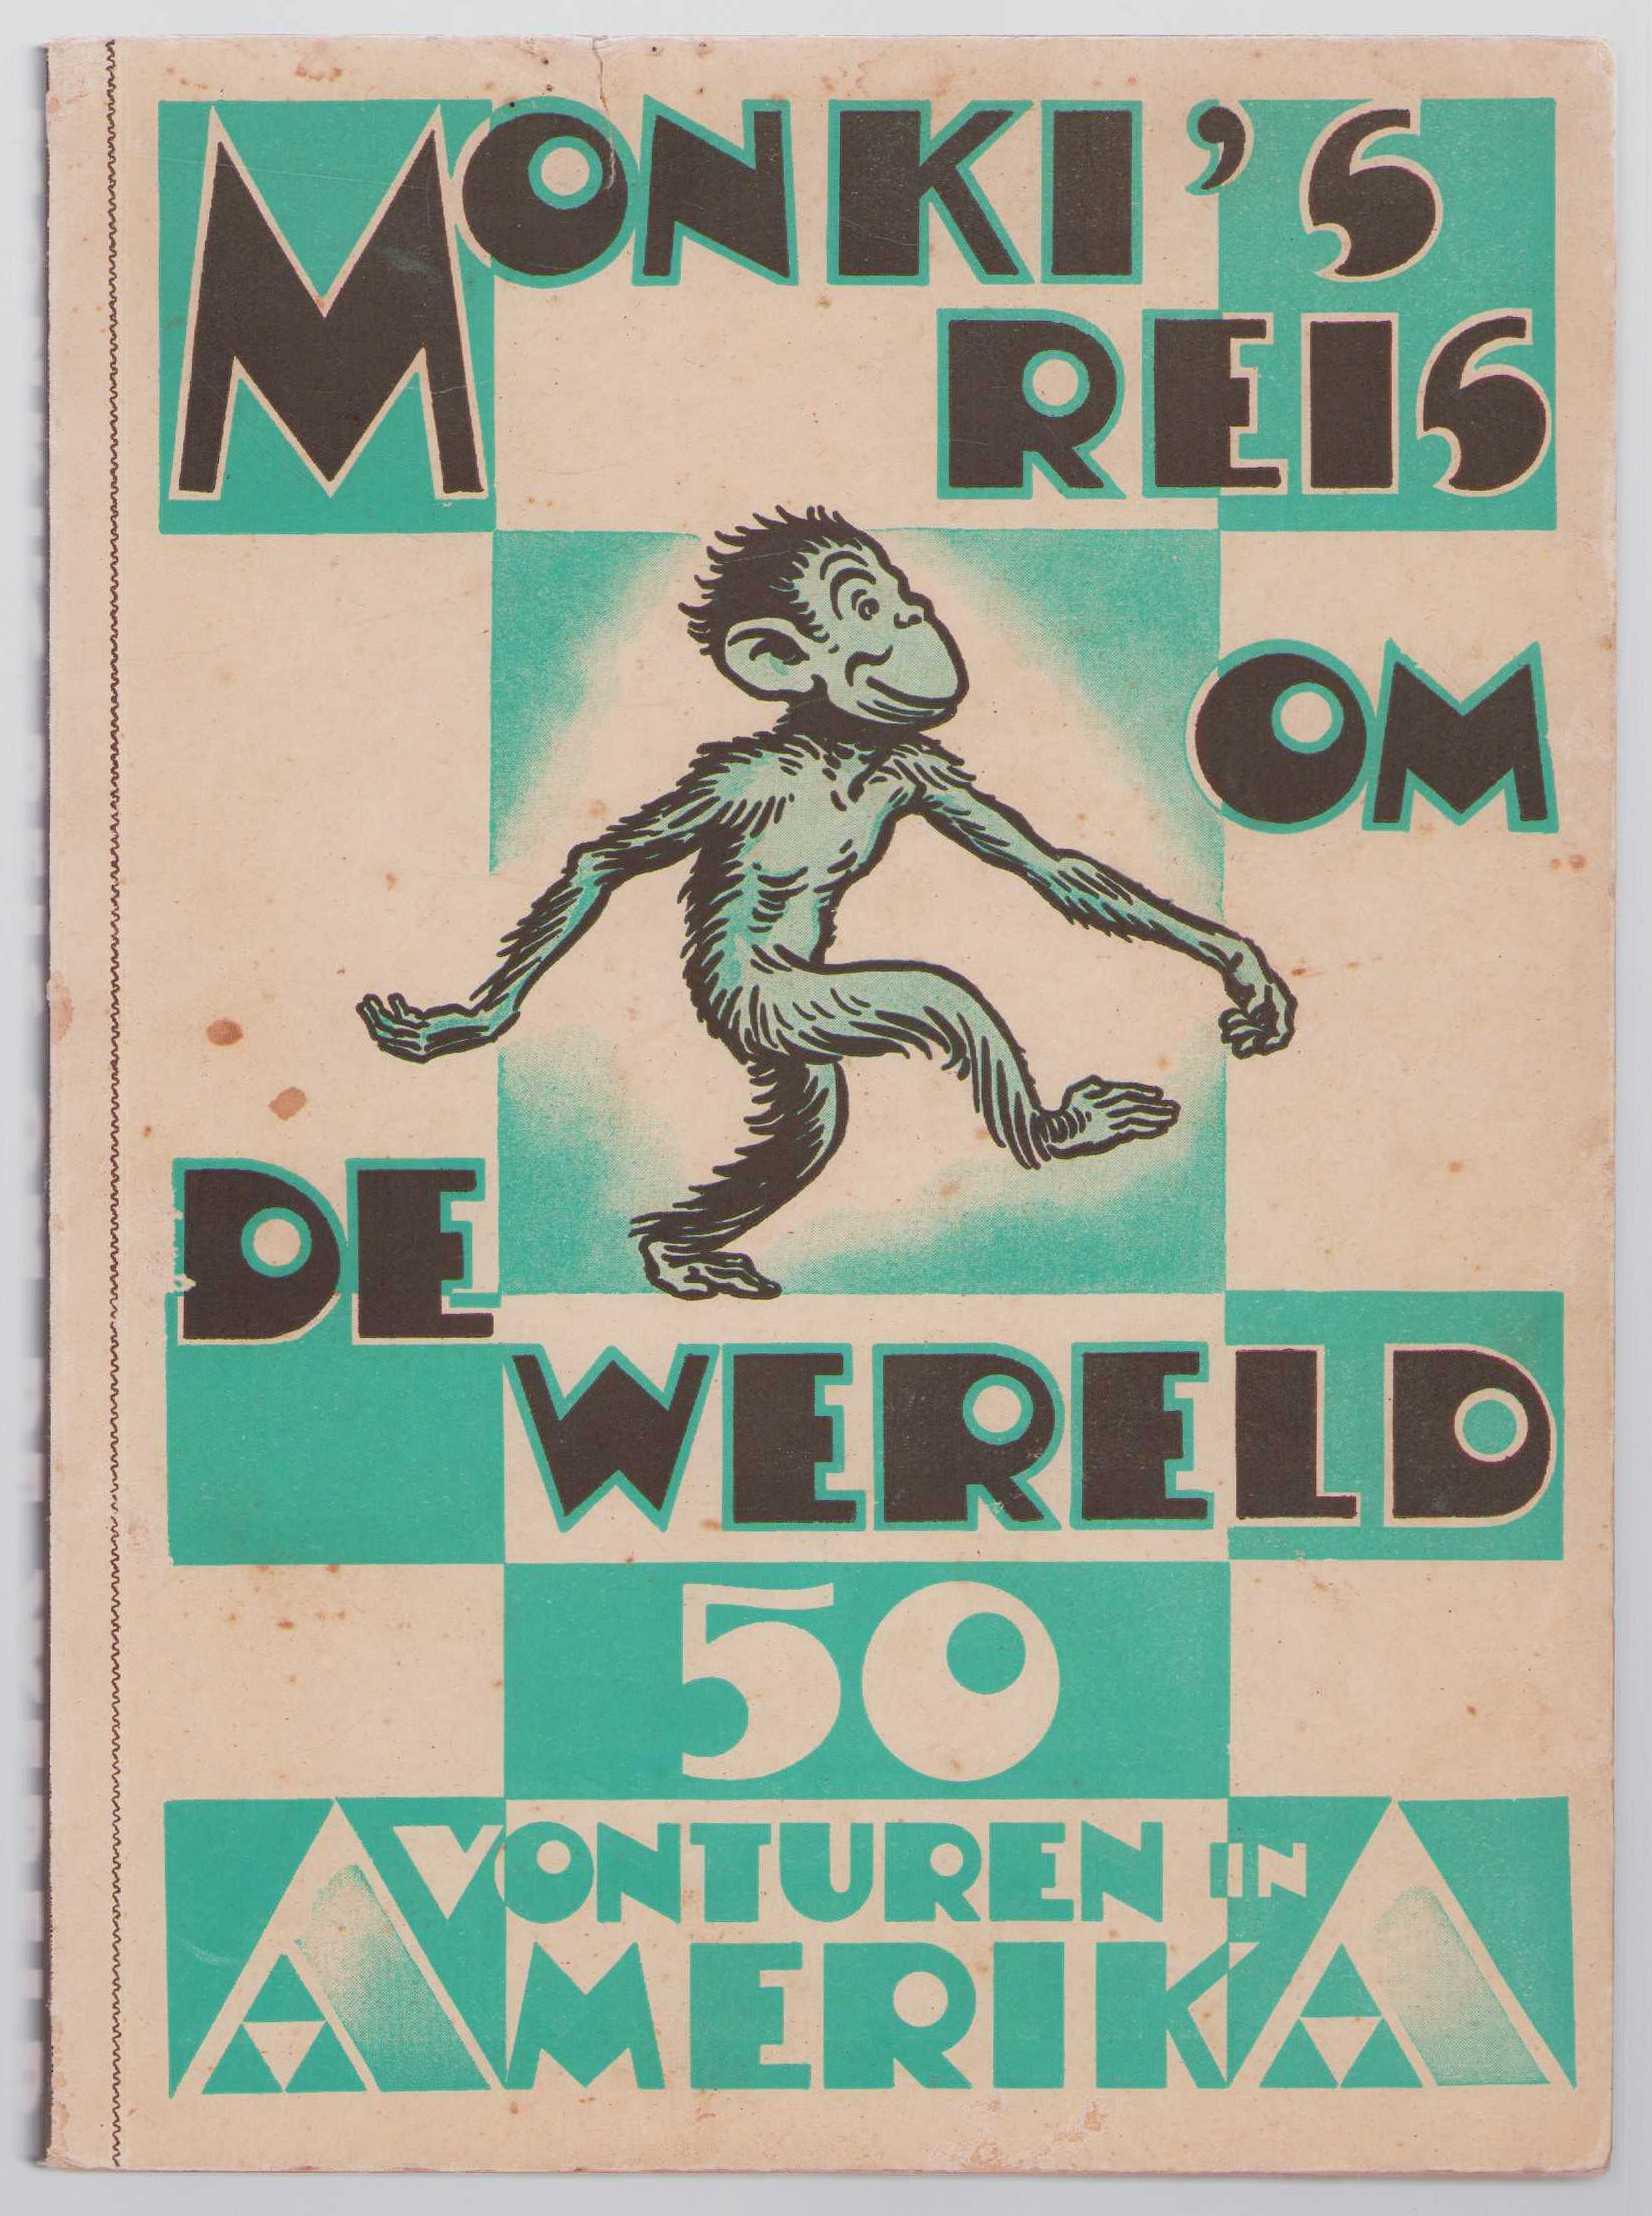 MONKI'S
REIS
OM
DE
WERELD
50
AVONTUREN IN
AMERIKA